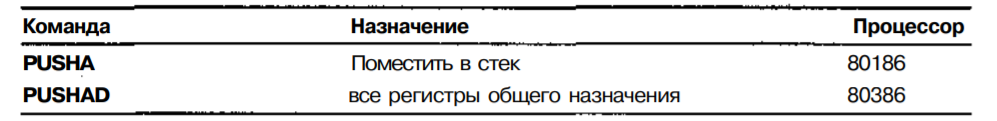 Команда Назначение Процессор
PUSHA Поместить в стек 80186
PUSHAD все регистры общего назначения 80386